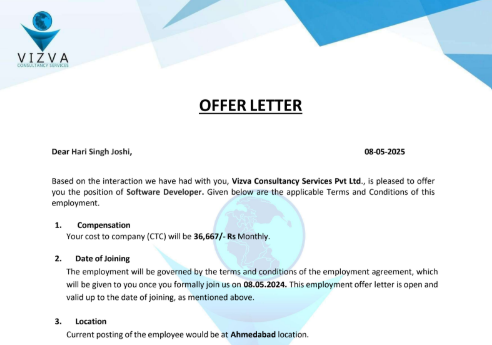 VIZVA
CONSULTANCY SERVICES
OFFER LETTER
Dear Hari Singh Joshi, 08-05-2025
Based on the interaction we have had with you, Vizva Consultancy Services Pvt Ltd., is pleased to offer
you the position of Software Developer. Given below are the applicable Terms and Conditions of this
employment.
1. Compensation
Your cost to company (CTC) will be 36,667/- Rs Monthly.
2. Date of Joining
The employment will be governed by the terms and conditions of the employment agreement, which
will be given to you once you formally join us on 08.05.2024. This employment offer letter is open and
valid up to the date of joining, as mentioned above.
3. Location
Current posting of the employee would be at Ahmedabad location.